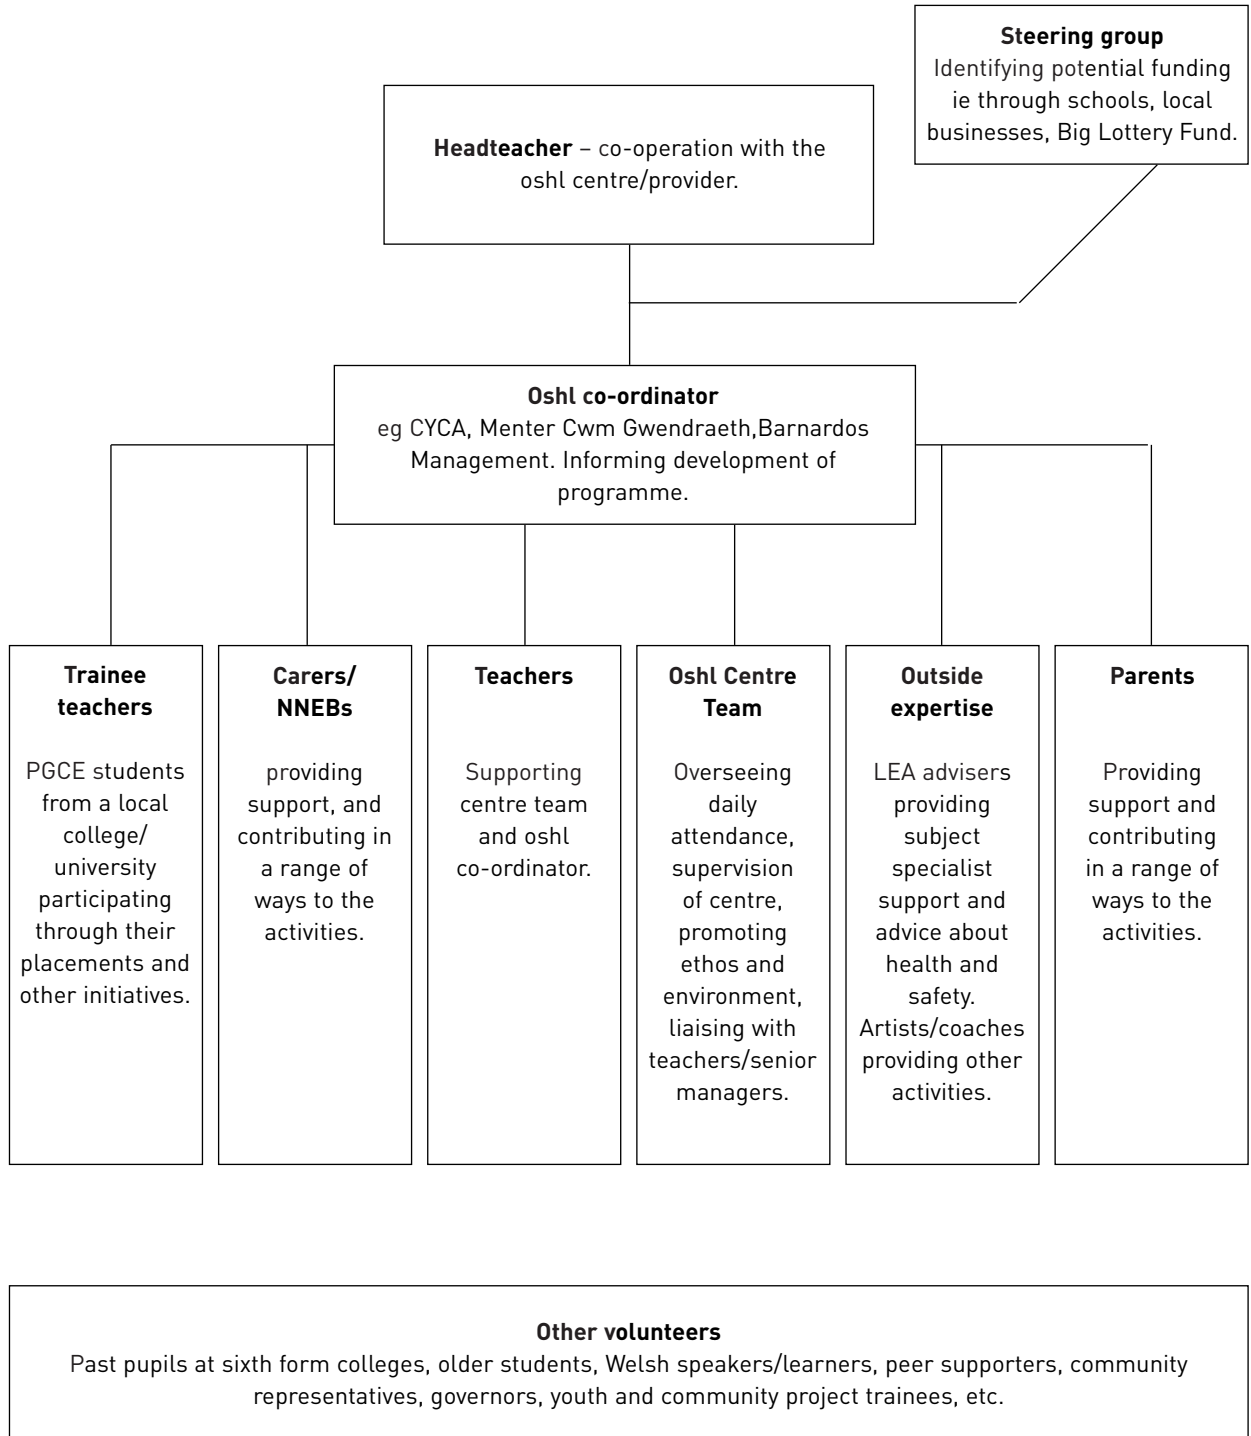 Steering group
Identifying potential funding
ie through schools, local
businesses, Big Lottery Fund.
Headteacher – co-operation with the
oshl centre/provider.
Oshl co-ordinator
eg CYCA, Menter Cwm Gwendraeth,Barnardos
Management. Informing development of
programme.
Trainee
teachers
PGCE students
from a local
college/
university
participating
through their
placements and
other initiatives.
Carers/
NNEBs
providing
support, and
contributing in
a range of
ways to the
activities.
Teachers
Supporting
centre team
and oshl
co-ordinator.
Oshl Centre
Team
Overseeing
daily
attendance,
supervision
of centre,
promoting
ethos and
environment,
liaising with
teachers/senior
managers.
Outside
expertise
LEA advisers
providing
subject
specialist
support and
advice about
health and
safety.
Artists/coaches
providing other
activities.
Parents
Providing
support and
contributing
in a range of
ways to the
activities.
Other volunteers
Past pupils at sixth form colleges, older students, Welsh speakers/learners, peer supporters, community
representatives, governors, youth and community project trainees, etc.